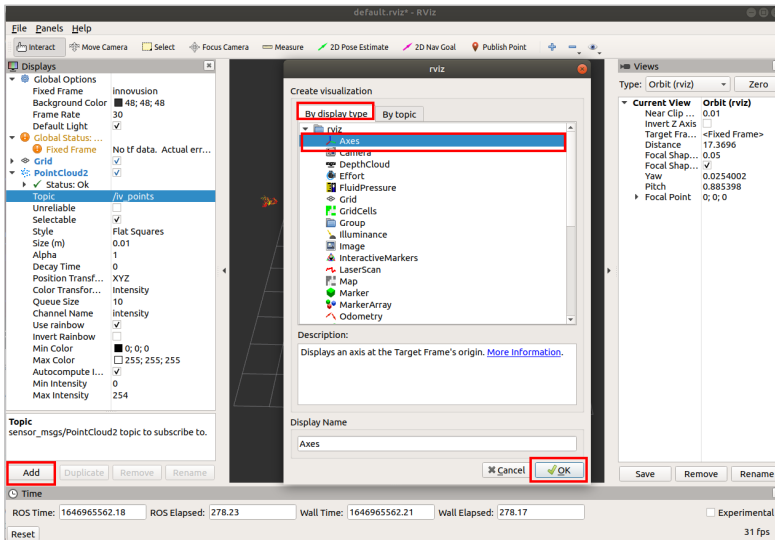 default.rviz* - RViz
File Panels Help
Interact Move Camera Select Focus Camera Measure 2D Pose Estimate 2D Nav Goal Publish Point
Displays
Global Options
Fixed Frame innovusion
Background Color 48; 48; 48
Frame Rate 30
Default Light
Global Status: ...
Fixed Frame No tf data. Actual err...
Grid
PointCloud2
Status: Ok
Topic /iv_points
Unreliable
Selectable
Style Flat Squares
Size (m) 0.01
Alpha 1
Decay Time 0
Position Transf... XYZ
Color Transfor... Intensity
Queue Size 10
Channel Name intensity
Use rainbow
Invert Rainbow
Min Color 0; 0; 0
Max Color 255; 255; 255
Autocompute I...
Min Intensity 0
Max Intensity 254
Topic
sensor_msgs/PointCloud2 topic to subscribe to.
Add Duplicate Remove Rename
rviz
Create visualization
By display type By topic
rviz
Axes
Camera
DepthCloud
Effort
FluidPressure
Grid
GridCells
Group
Illuminance
Image
InteractiveMarkers
LaserScan
Map
Marker
MarkerArray
Odometry
Description:
Displays an axis at the Target Frame's origin. More Information.
Display Name
Axes
Cancel OK
Views
Type: Orbit (rviz) Zero
Current View Orbit (rviz)
Near Clip ... 0.01
Invert Z Axis
Target Fra... <Fixed Frame>
Distance 17.3696
Focal Shap... 0.05
Focal Shap...
Yaw 0.0254002
Pitch 0.885398
Focal Point 0; 0; 0
Save Remove Rename
Time
ROS Time: 1646965562.18 ROS Elapsed: 278.23 Wall Time: 1646965562.21 Wall Elapsed: 278.17 Experimental
Reset 31 fps